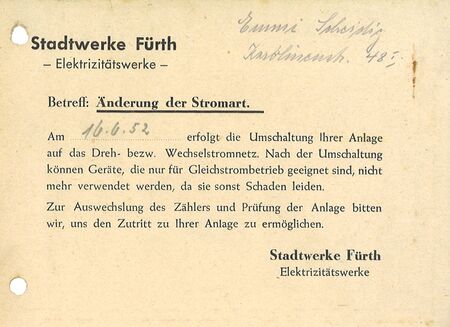 Emmi Scheidig
Karolinenstr. 48 I.
Stadtwerke Fürth
– Elektrizitätswerke –
Betreff: Änderung der Stromart.
Am 16.6.52 erfolgt die Umschaltung Ihrer Anlage
auf das Dreh- bezw. Wechselstromnetz. Nach der Umschaltung
können Geräte, die nur für Gleichstrombetrieb geeignet sind, nicht
mehr verwendet werden, da sie sonst Schaden leiden.
Zur Auswechslung des Zählers und Prüfung der Anlage bitten
wir, uns den Zutritt zu Ihrer Anlage zu ermöglichen.
Stadtwerke Fürth
Elektrizitätswerke